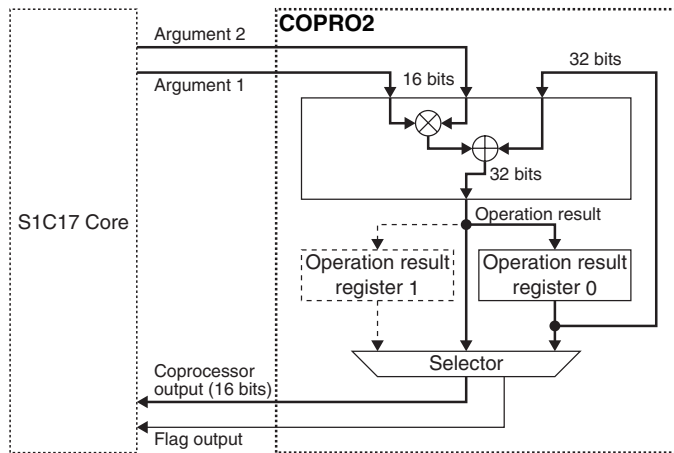 COPRO2
Argument 2
32 bits
Argument 1
16 bits
32 bits
S1C17 Core
Operation result
Operation result
register 1
Operation result
register 0
Selector
Coprocessor
output (16 bits)
Flag output